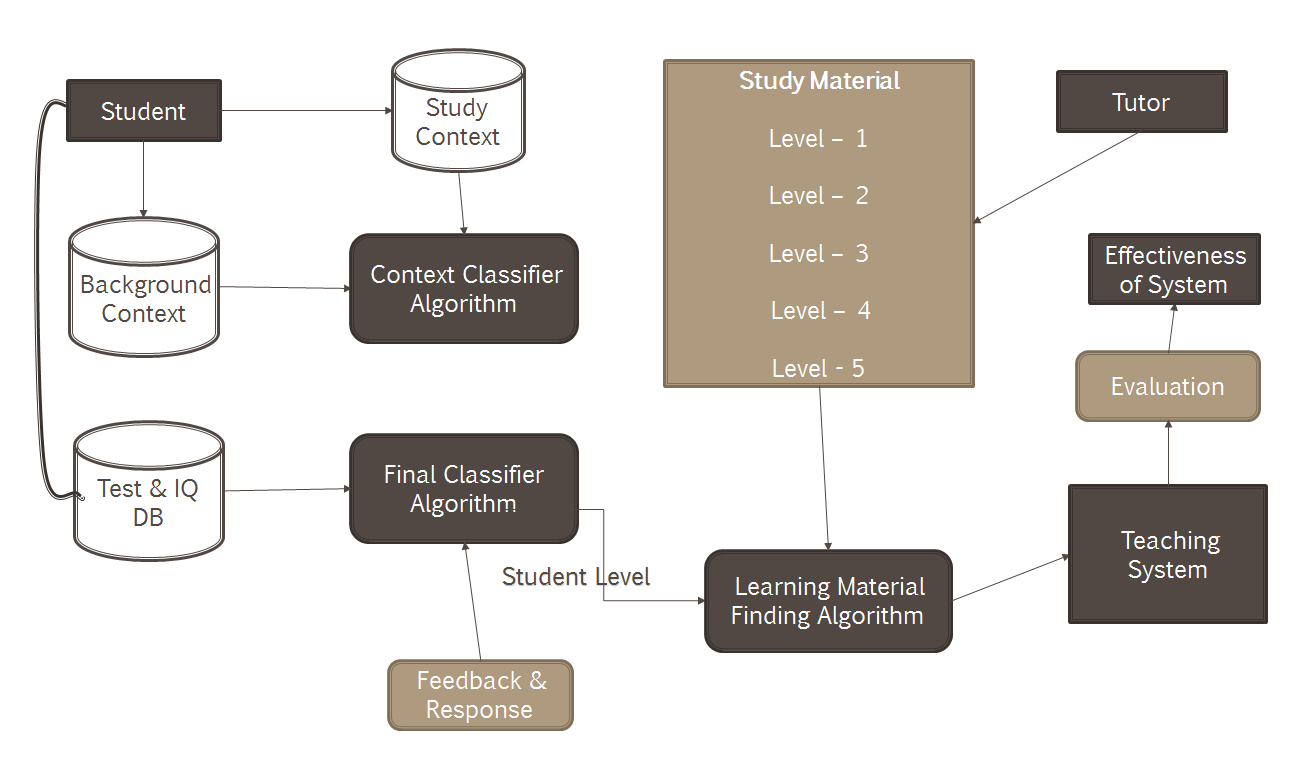 Student
Study
Context
Background
Context
Context Classifier
Algorithm
Study Material
Level – 1
Level – 2
Level – 3
Level – 4
Level - 5
Tutor
Effectiveness
of System
Evaluation
Teaching
System
Test & IQ
DB
Final Classifier
Algorithm
Student Level
Learning Material
Finding Algorithm
Feedback &
Response